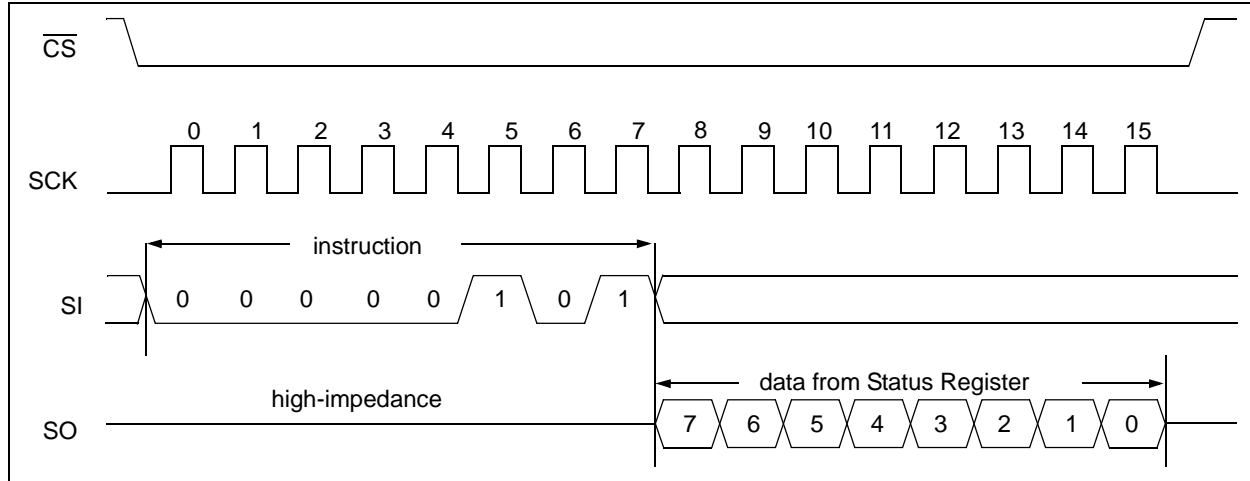 CS
0 1 2 3 4 5 6 7 8 9 10 11 12 13 14 15
SCK
instruction
SI 0 0 0 0 0 1 0 1
data from Status Register
high-impedance
SO 7 6 5 4 3 2 1 0